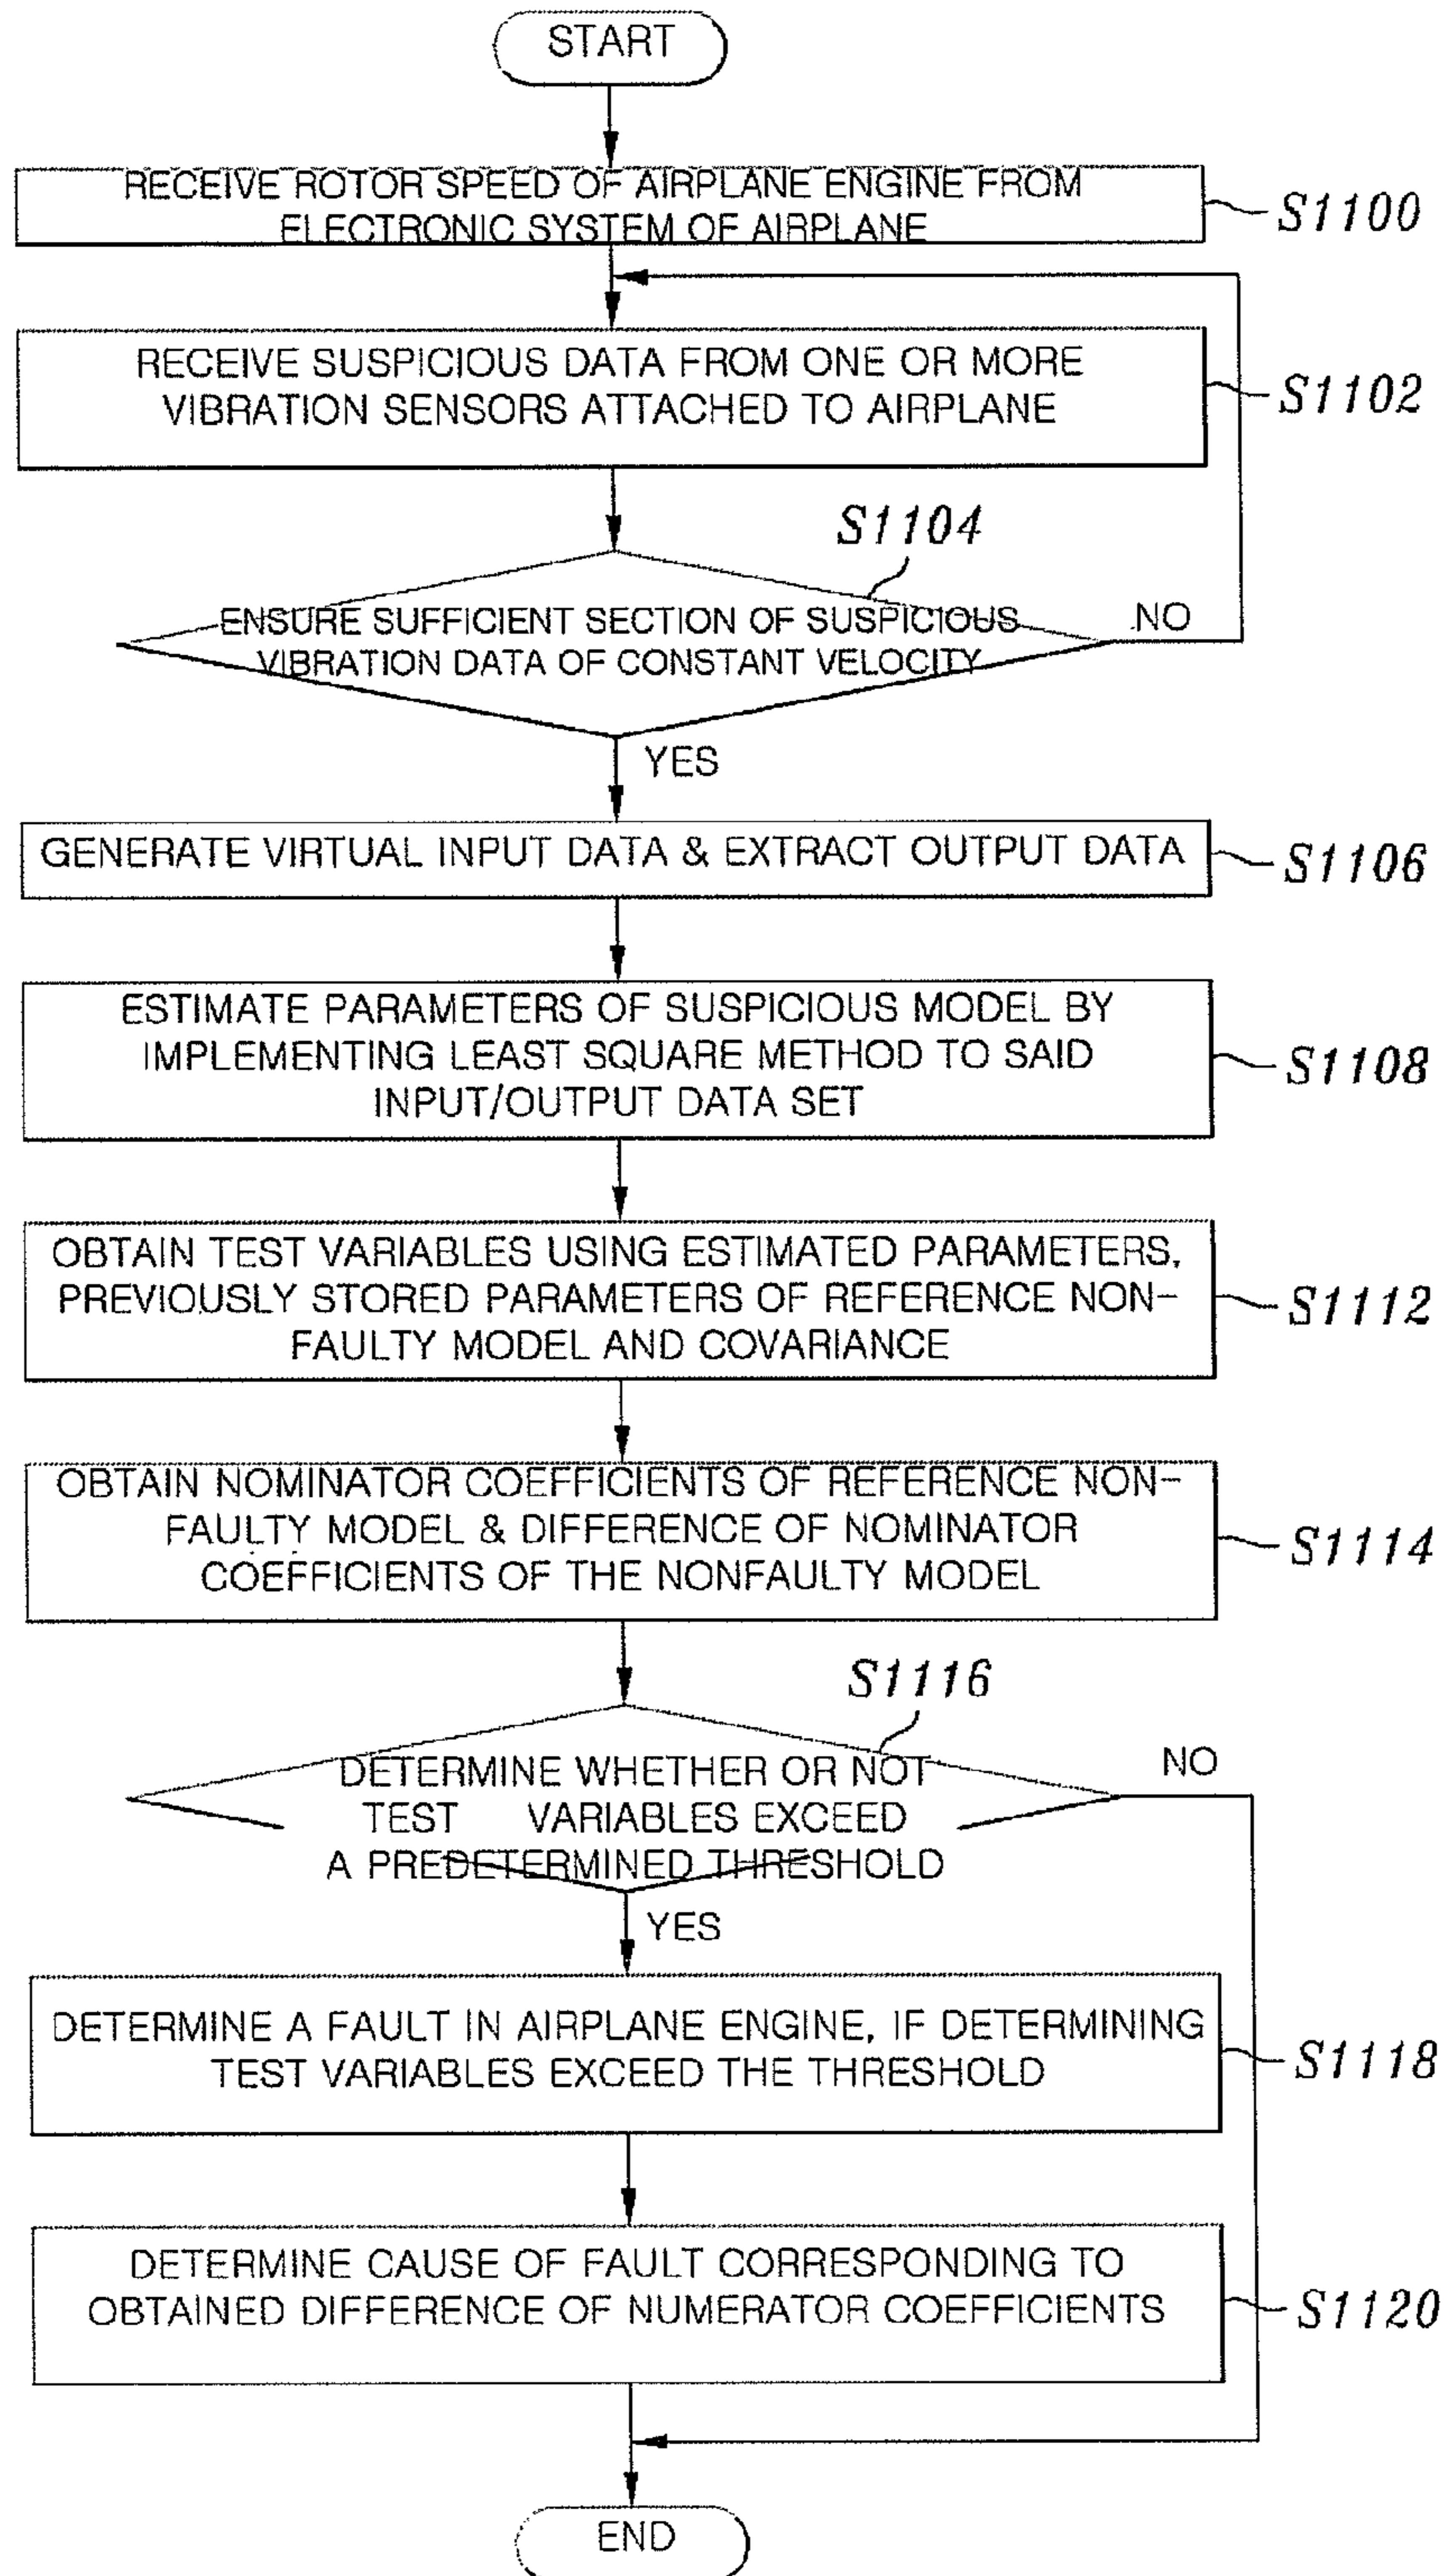 START
RECEIVE ROTOR SPEED OF AIRPLANE ENGINE FROM
ELECTRONIC SYSTEM OF AIRPLANE
S1100
RECEIVE SUSPICIOUS DATA FROM ONE OR MORE
VIBRATION SENSORS ATTACHED TO AIRPLANE
S1102
S1104
ENSURE SUFFICIENT SECTION OF SUSPICIOUS
VIBRATION DATA OF CONSTANT VELOCITY
NO
YES
GENERATE VIRTUAL INPUT DATA & EXTRACT OUTPUT DATA
S1106
ESTIMATE PARAMETERS OF SUSPICIOUS MODEL BY
IMPLEMENTING LEAST SQUARE METHOD TO SAID
INPUT/OUTPUT DATA SET
S1108
OBTAIN TEST VARIABLES USING ESTIMATED PARAMETERS,
PREVIOUSLY STORED PARAMETERS OF REFERENCE NON-
FAULTY MODEL AND COVARIANCE
S1112
OBTAIN NOMINATOR COEFFICIENTS OF REFERENCE NON-
FAULTY MODEL & DIFFERENCE OF NOMINATOR
COEFFICIENTS OF THE NONFAULTY MODEL
S1114
S1116
DETERMINE WHETHER OR NOT
TEST VARIABLES EXCEED
A PREDETERMINED THRESHOLD
NO
YES
DETERMINE A FAULT IN AIRPLANE ENGINE, IF DETERMINING
TEST VARIABLES EXCEED THE THRESHOLD
S1118
DETERMINE CAUSE OF FAULT CORRESPONDING TO
OBTAINED DIFFERENCE OF NUMERATOR COEFFICIENTS
S1120
END